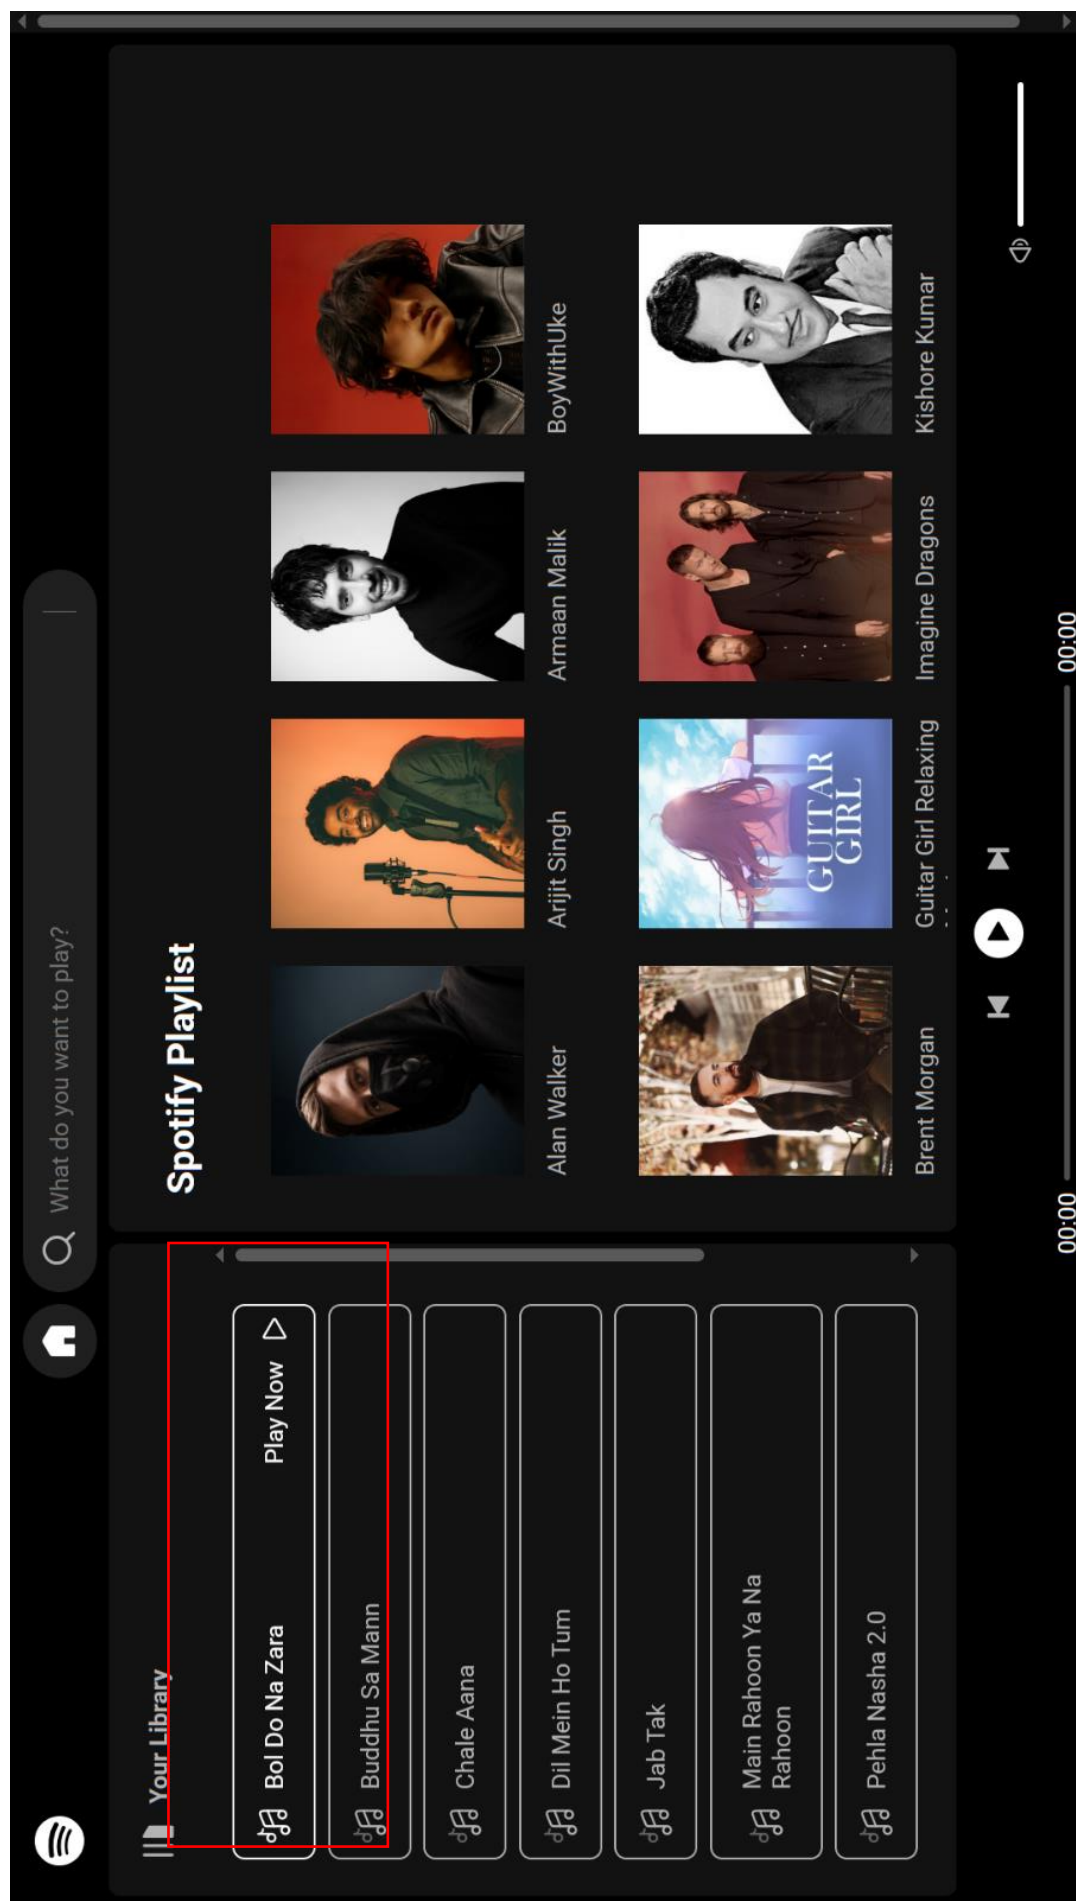 What do you want to play?
Your Library
Bol Do Na Zara
Play Now
Buddhu Sa Mann
Chale Aana
Dil Mein Ho Tum
Jab Tak
Main Rahoon Ya Na
Rahoon
Pehla Nasha 2.0
Spotify Playlist
Alan Walker
Arijit Singh
Armaan Malik
BoyWithUke
GUITAR
GIRL
Brent Morgan
Guitar Girl Relaxing
Imagine Dragons
Kishore Kumar
00:00
00:00